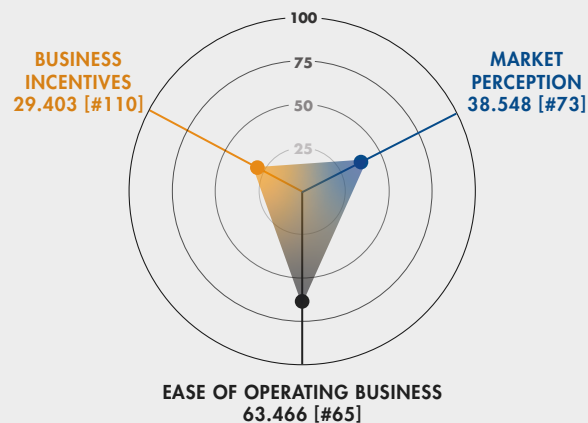 100
75
50
25
BUSINESS
INCENTIVES
29.403 [#110]
MARKET
PERCEPTION
38.548 [#73]
EASE OF OPERATING BUSINESS
63.466 [#65]